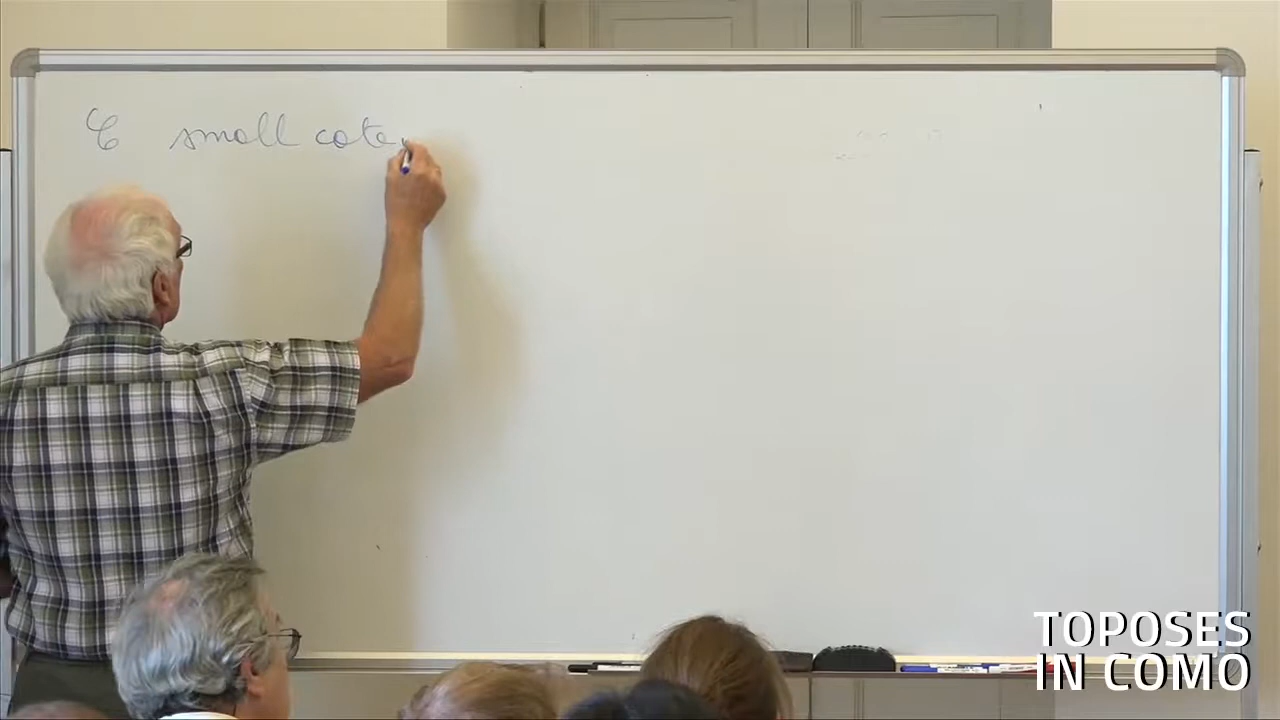 𝒞 small cate
TOPOSES
IN COMO